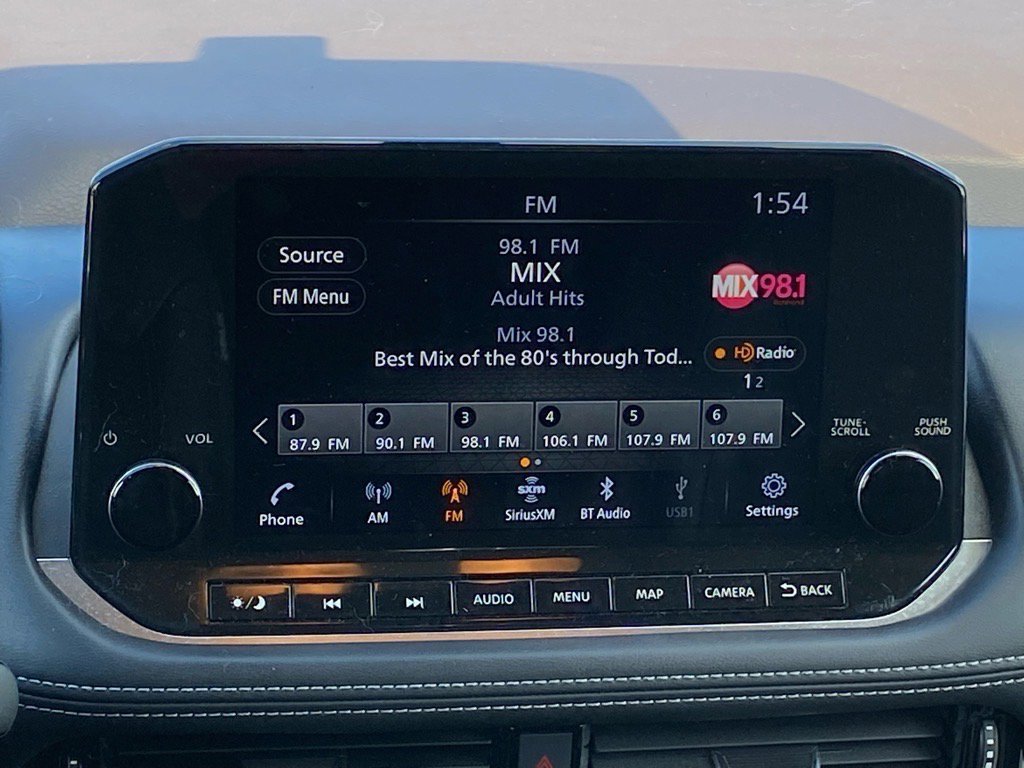 FM
1:54
Source
FM Menu
98.1 FM
MIX
Adult Hits
MIX98.1
Richmond
Mix 98.1
Best Mix of the 80's through Tod...
HD Radio
1 2
1
87.9 FM
2
90.1 FM
3
98.1 FM
4
106.1 FM
5
107.9 FM
6
107.9 FM
VOL
TUNE·
SCROLL
PUSH
SOUND
Phone
AM
FM
sxm
SiriusXM
BT Audio
USB1
Settings
AUDIO
MENU
MAP
CAMERA
BACK